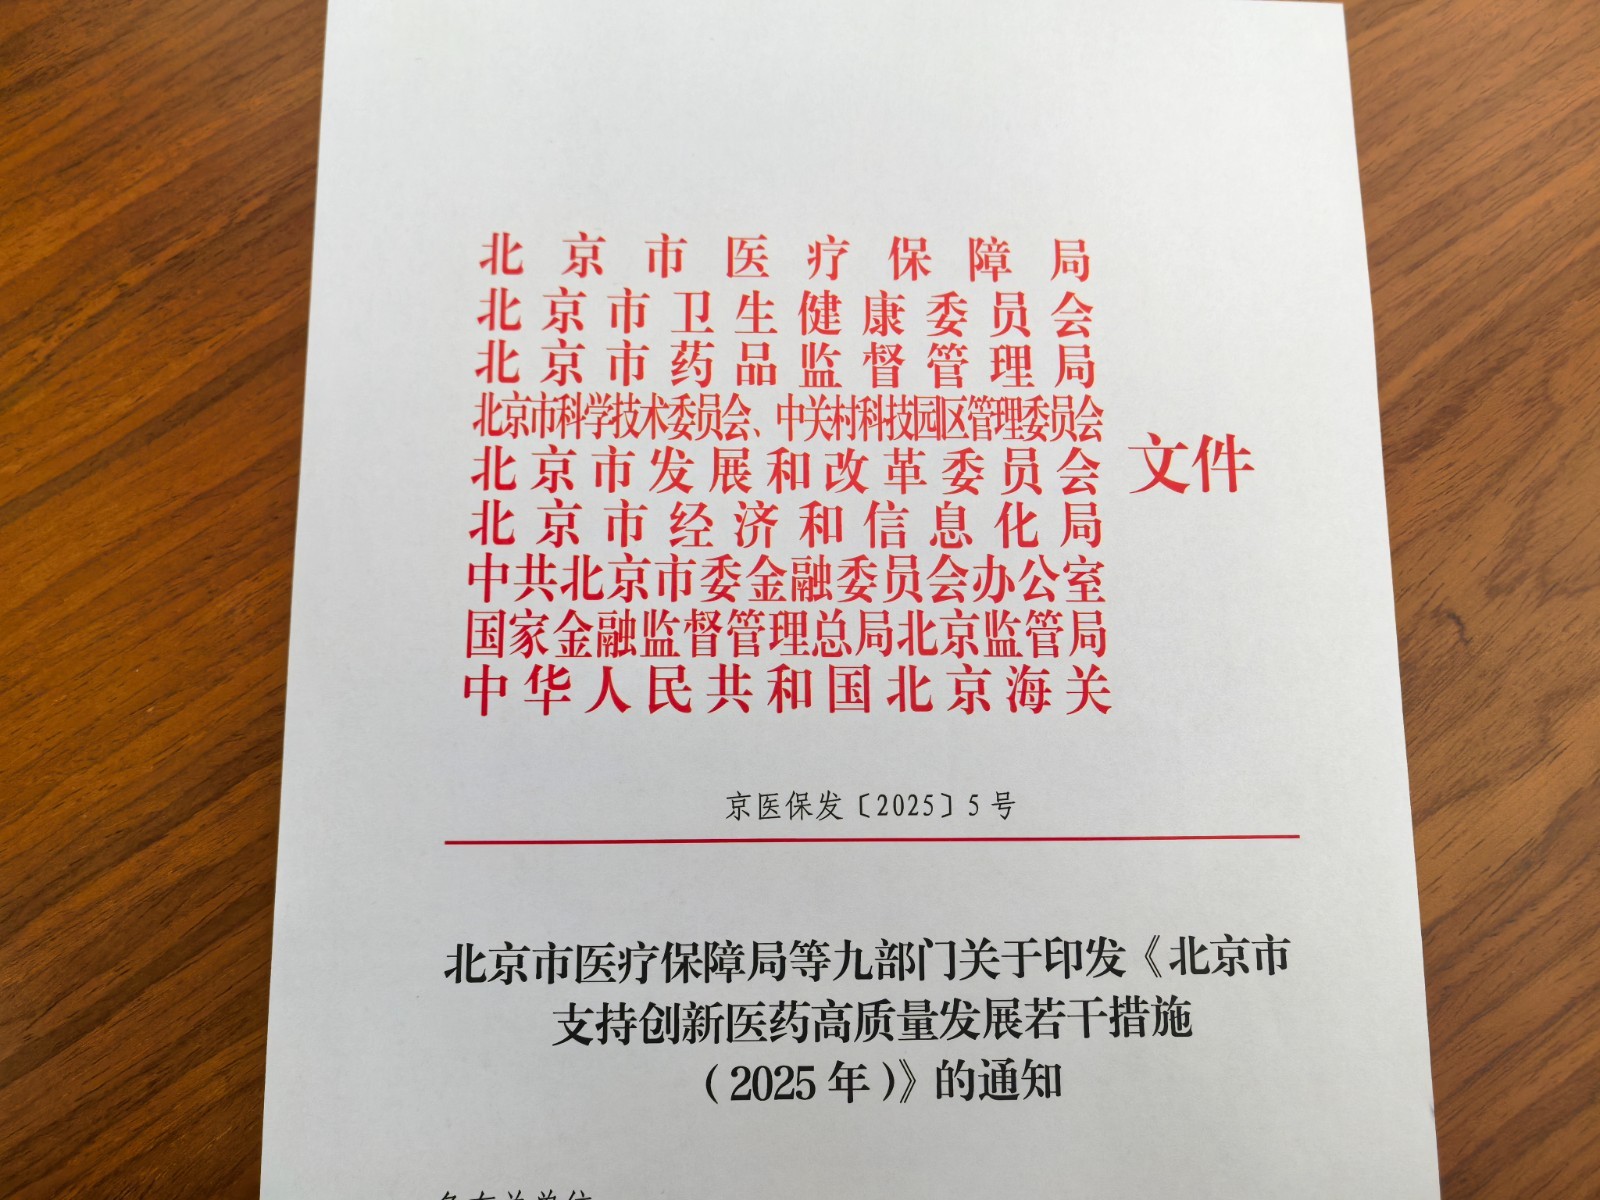 北京市医疗保障局
北京市卫生健康委员会
北京市药品监督管理局
北京市科学技术委员会、中关村科技园区管理委员会
北京市发展和改革委员会
文件
北京市经济和信息化局
中共北京市委金融委员会办公室
国家金融监督管理总局北京监管局
中华人民共和国北京海关
京医保发〔2025〕5号
北京市医疗保障局等九部门关于印发《北京市
支持创新医药高质量发展若干措施
（2025年）》的通知